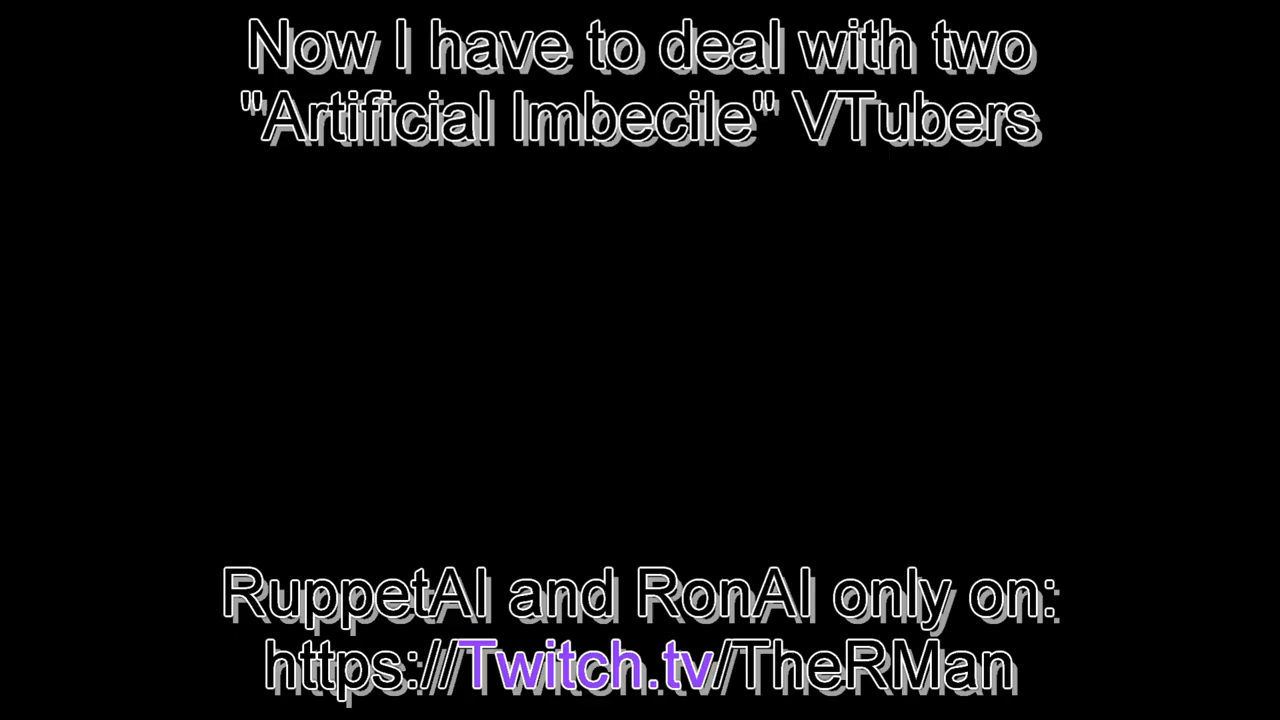 Now I have to deal with two
"Artificial Imbecile" VTubers
RuppetAI and RonAI only on:
https://Twitch.tv/TheRMan